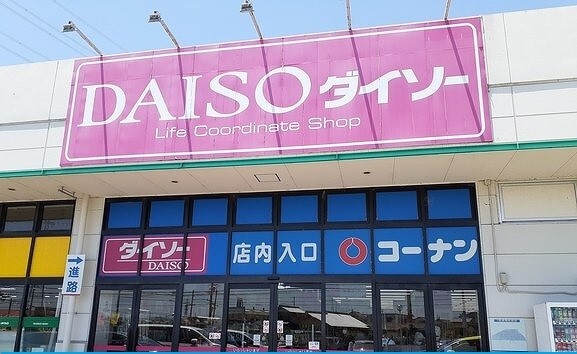 DAISO ダイソー
Life Coordinate Shop
ダイソー 店内入口 コーナン
DAISO
進路